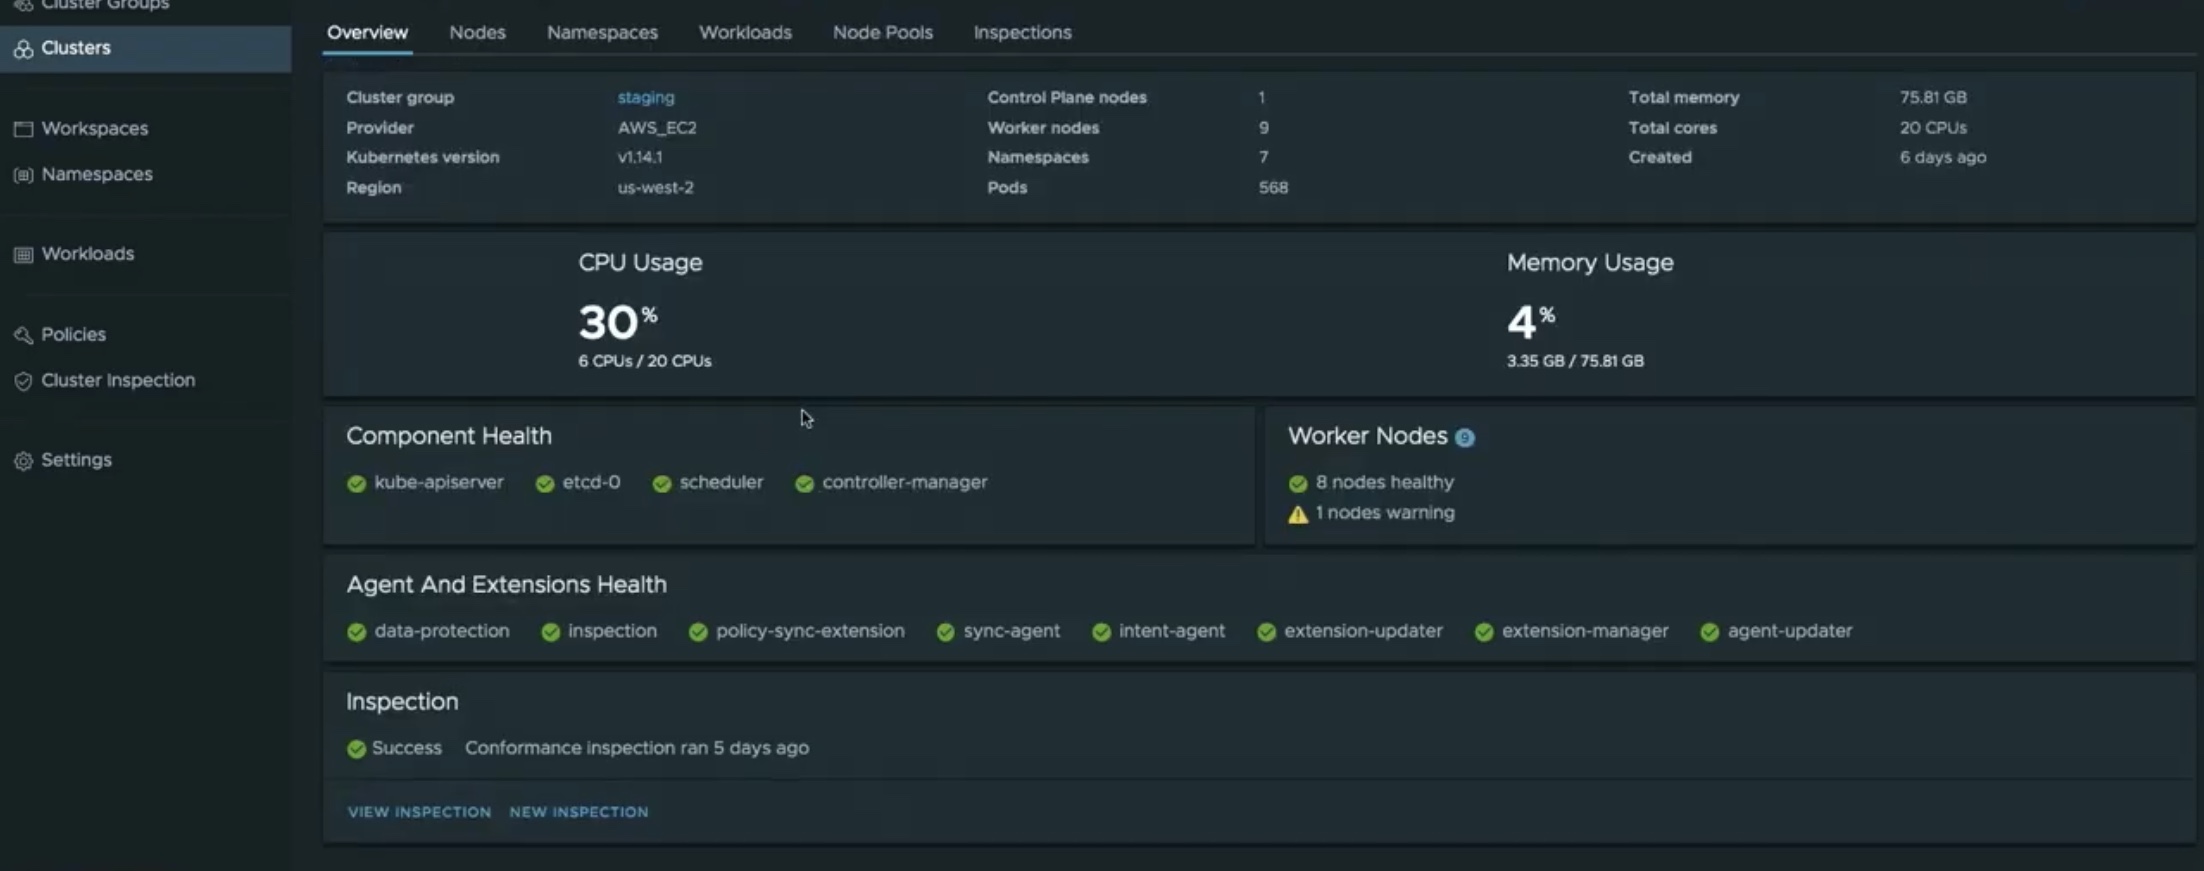 Cluster Groups
Clusters
Workspaces
Namespaces
Workloads
Policies
Cluster Inspection
Settings
Overview Nodes Namespaces Workloads Node Pools Inspections
Cluster group staging Control Plane nodes 1 Total memory 75.81 GB
Provider AWS_EC2 Worker nodes 9 Total cores 20 CPUs
Kubernetes version v1.14.1 Namespaces 7 Created 6 days ago
Region us-west-2 Pods 568
CPU Usage
30%
6 CPUs / 20 CPUs
Memory Usage
4%
3.35 GB / 75.81 GB
Component Health
kube-apiserver etcd-0 scheduler controller-manager
Worker Nodes 9
8 nodes healthy
1 nodes warning
Agent And Extensions Health
data-protection inspection policy-sync-extension sync-agent intent-agent extension-updater extension-manager agent-updater
Inspection
Success Conformance inspection ran 5 days ago
VIEW INSPECTION NEW INSPECTION